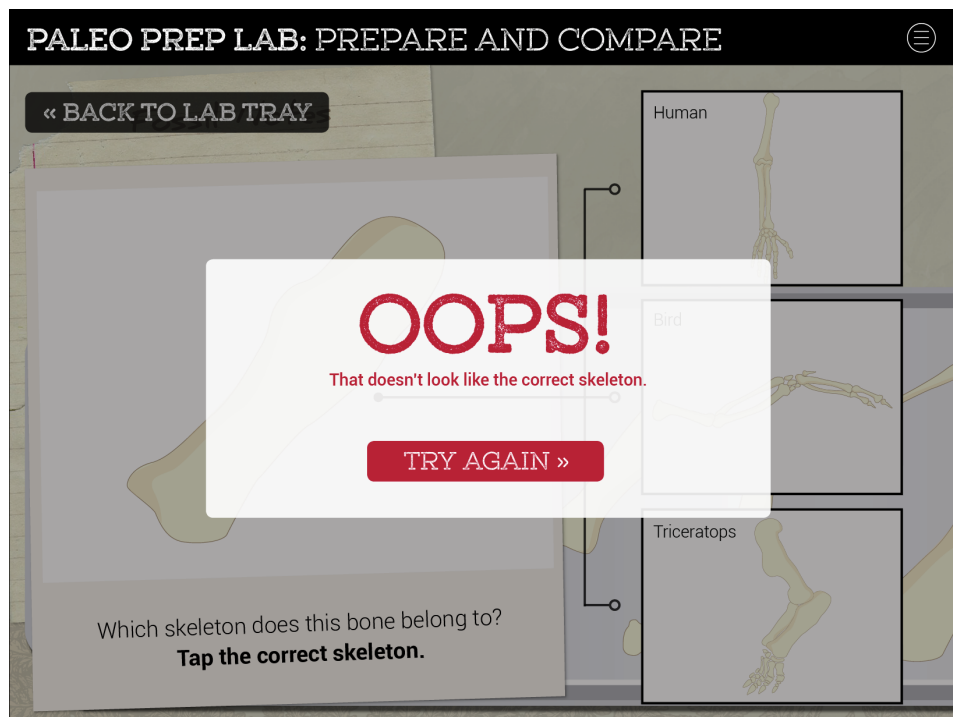 PALEO PREP LAB: PREPARE AND COMPARE
« BACK TO LAB TRAY
Human
Bird
Triceratops
OOPS!
That doesn't look like the correct skeleton.
TRY AGAIN »
Which skeleton does this bone belong to?
Tap the correct skeleton.